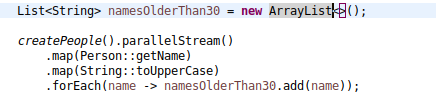 List<String> namesOlderThan30 = new ArrayList<>();
createPeople().parallelStream()
.map(Person::getName)
.map(String::toUpperCase)
.forEach(name -> namesOlderThan30.add(name));